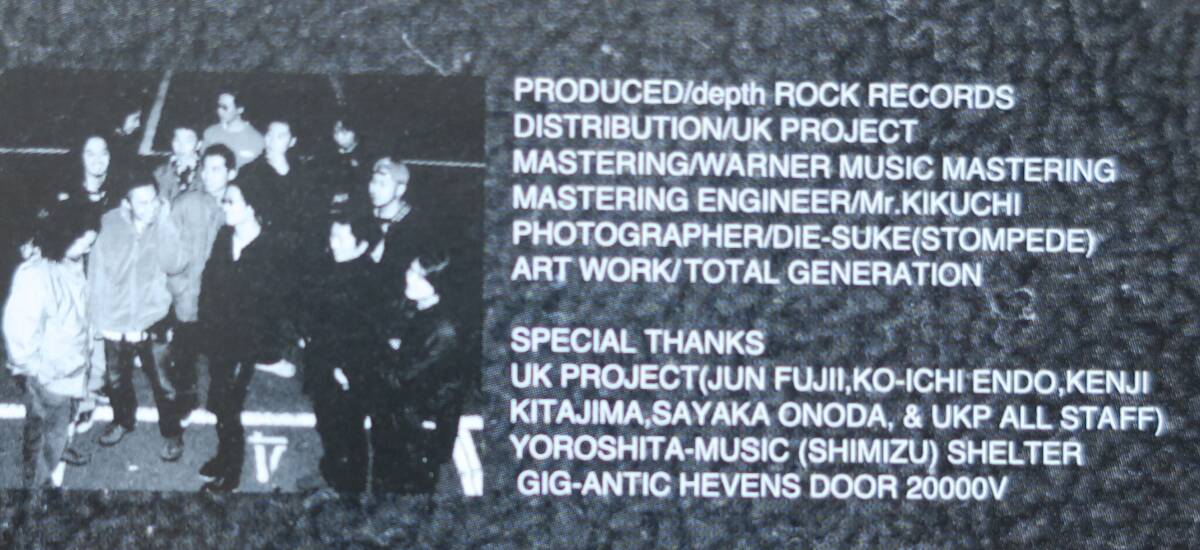 PRODUCED/depth ROCK RECORDS
DISTRIBUTION/UK PROJECT
MASTERING/WARNER MUSIC MASTERING
MASTERING ENGINEER/Mr.KIKUCHI
PHOTOGRAPHER/DIE-SUKE(STOMPEDE)
ART WORK/TOTAL GENERATION
SPECIAL THANKS
UK PROJECT(JUN FUJII,KO-ICHI ENDO,KENJI
KITAJIMA,SAYAKA ONODA, & UKP ALL STAFF)
YOROSHITA-MUSIC (SHIMIZU) SHELTER
GIG-ANTIC HEVENS DOOR 20000V